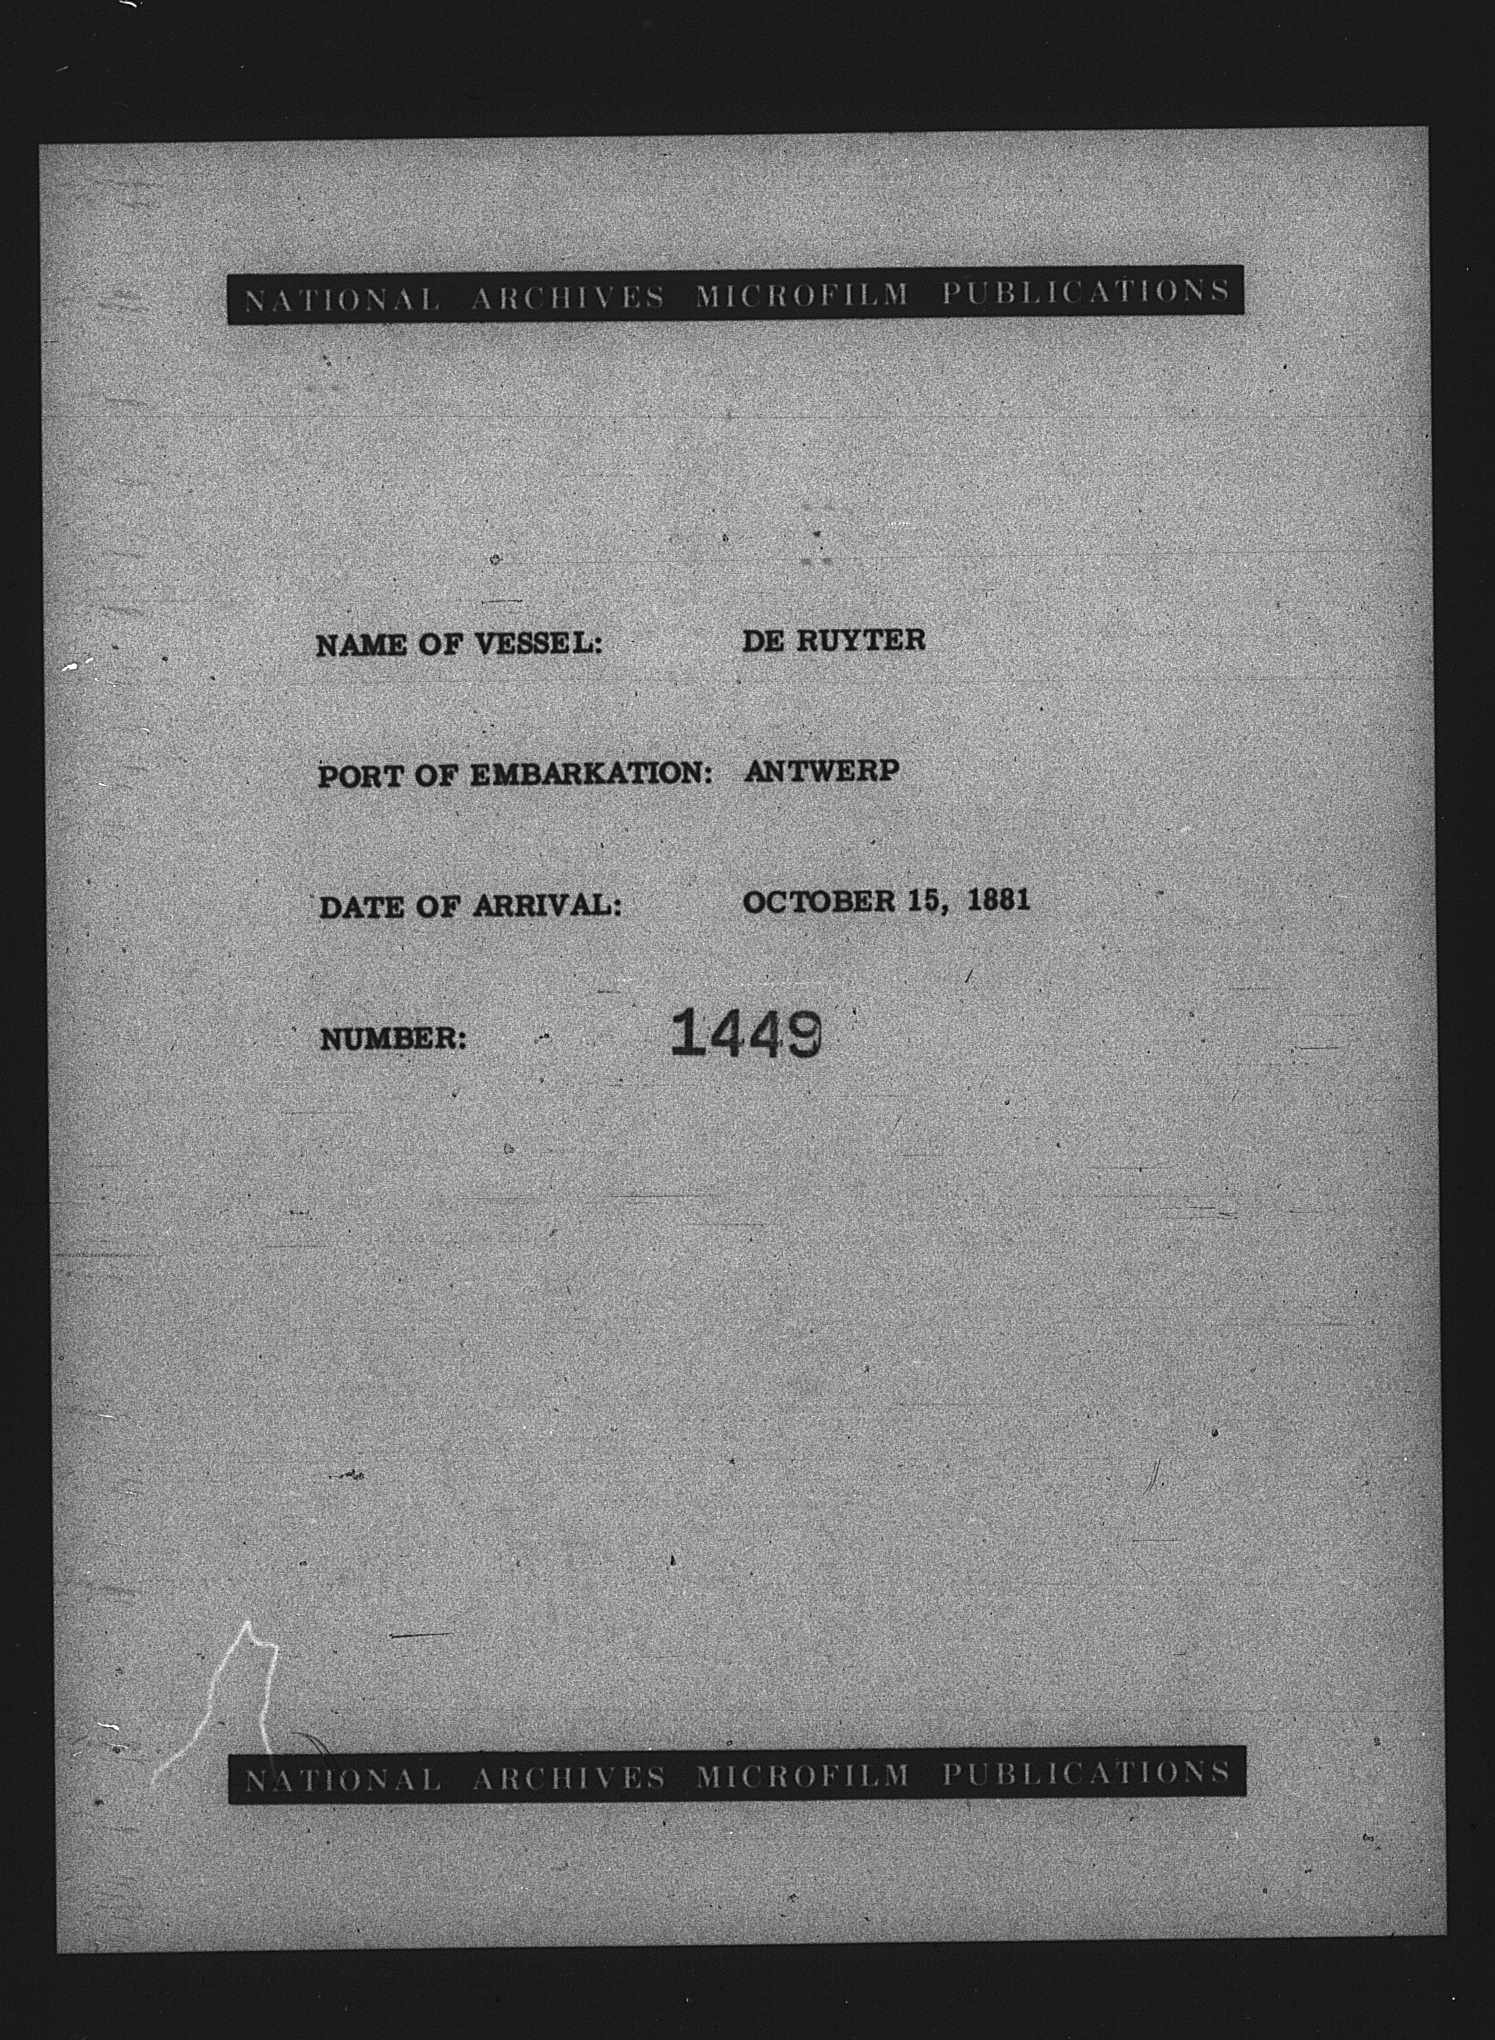 NATIONAL ARCHIVES MICROFILM PUBLICATIONS
NAME OF VESSEL: DE RUYTER
PORT OF EMBARKATION: ANTWERP
DATE OF ARRIVAL: OCTOBER 15, 1881
NUMBER: 1449
NATIONAL ARCHIVES MICROFILM PUBLICATIONS